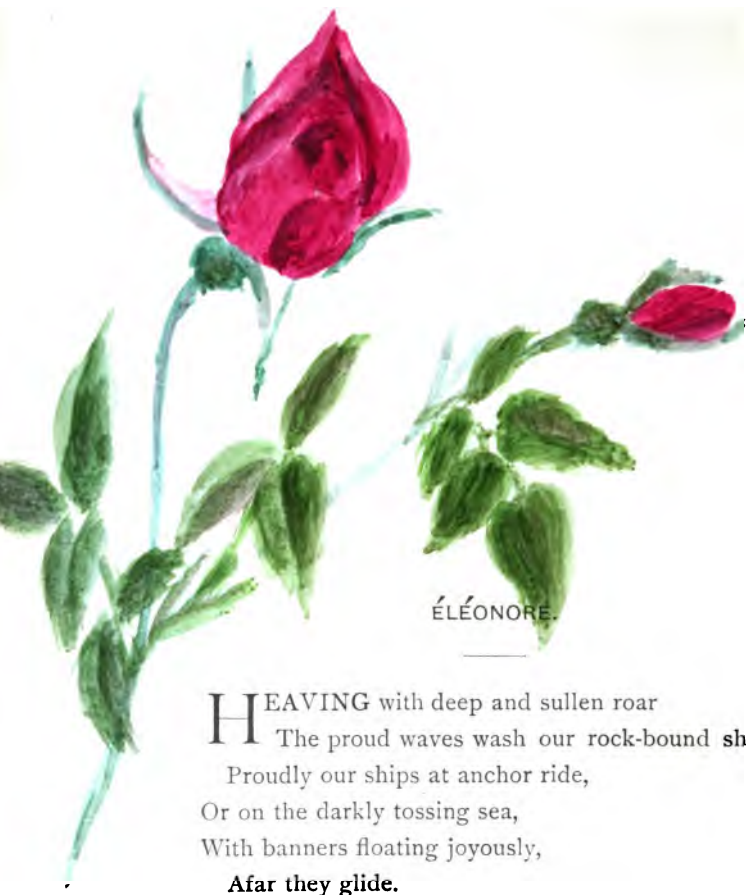 ÉLÉONORE.
HEAVING with deep and sullen roar
The proud waves wash our rock-bound sh
Proudly our ships at anchor ride,
Or on the darkly tossing sea,
With banners floating joyously,
Afar they glide.